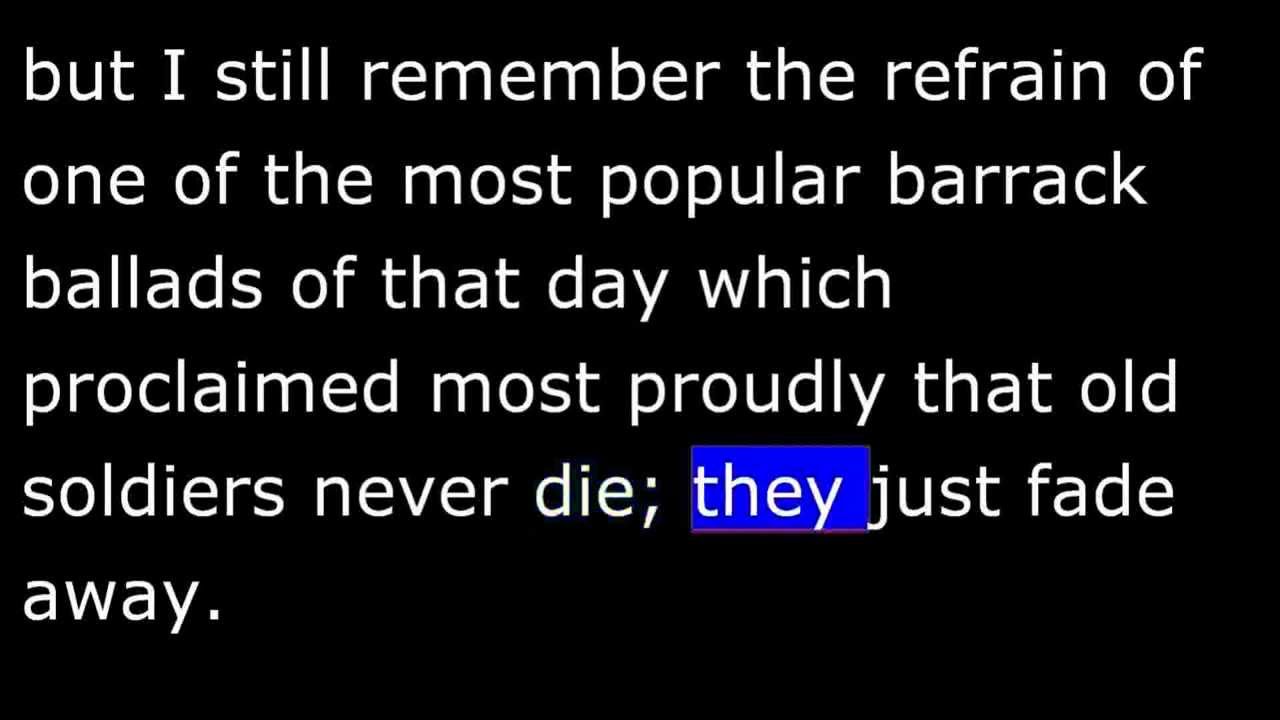 but I still remember the refrain of
one of the most popular barrack
ballads of that day which
proclaimed most proudly that old
soldiers never die; they just fade
away.